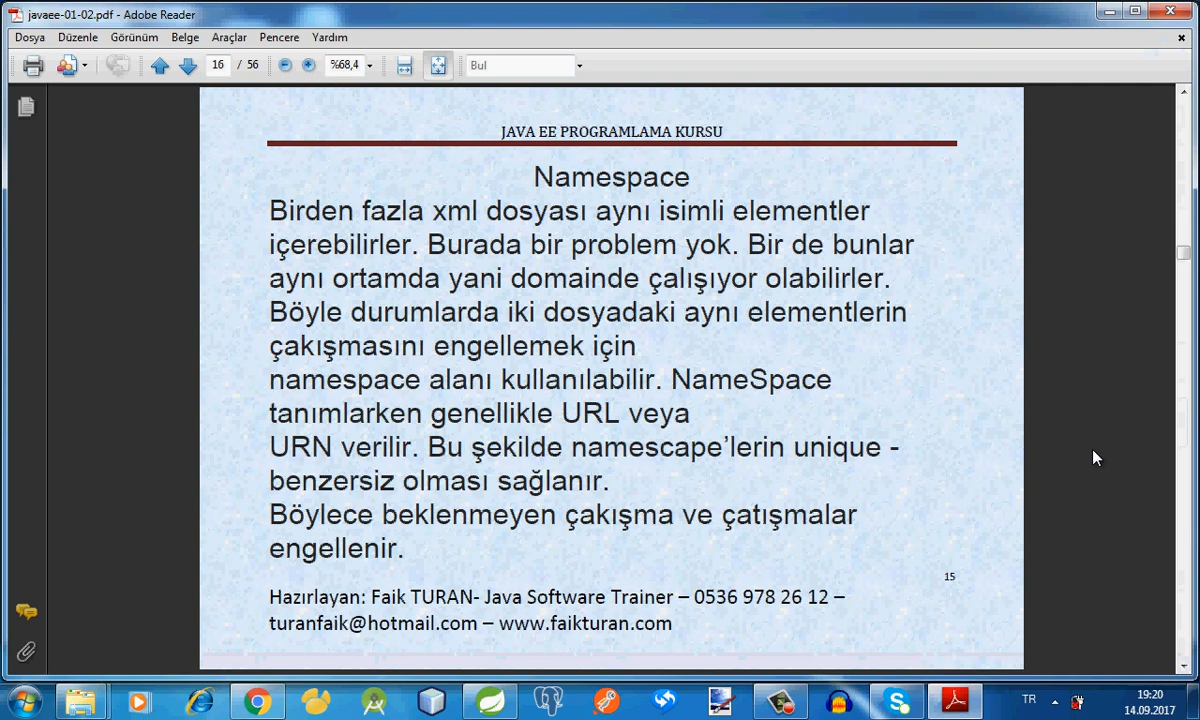 javaee-01-02.pdf - Adobe Reader
Dosya Düzenle Görünüm Belge Araçlar Pencere Yardım
16 / 56 %68,4 Bul
JAVA EE PROGRAMLAMA KURSU
Namespace
Birden fazla xml dosyası aynı isimli elementler
içerebilirler. Burada bir problem yok. Bir de bunlar
aynı ortamda yani domainde çalışıyor olabilirler.
Böyle durumlarda iki dosyadaki aynı elementlerin
çakışmasını engellemek için
namespace alanı kullanılabilir. NameSpace
tanımlarken genellikle URL veya
URN verilir. Bu şekilde namescape’lerin unique -
benzersiz olması sağlanır.
Böylece beklenmeyen çakışma ve çatışmalar
engellenir.
15
Hazırlayan: Faik TURAN- Java Software Trainer – 0536 978 26 12 –
turanfaik@hotmail.com – www.faikturan.com
TR 19:20
14.09.2017